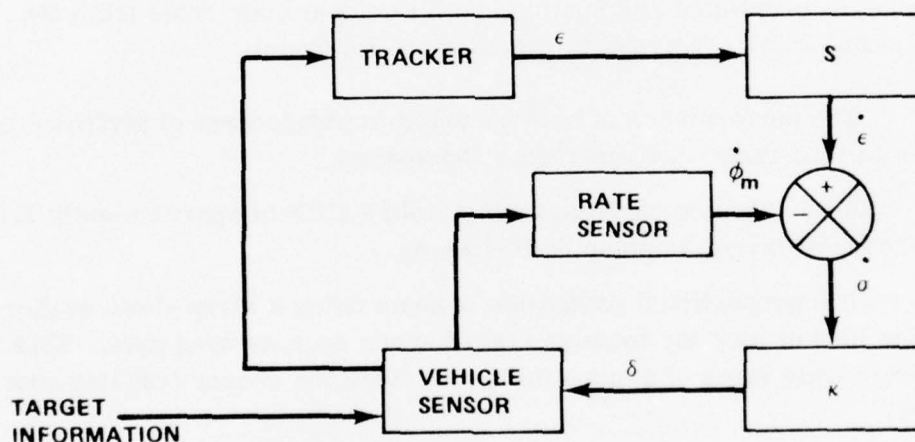 TRACKER
ϵ
S
ϵ̇
RATE
SENSOR
ϕ̇m
+
−
σ̇
VEHICLE
SENSOR
δ
κ
TARGET
INFORMATION